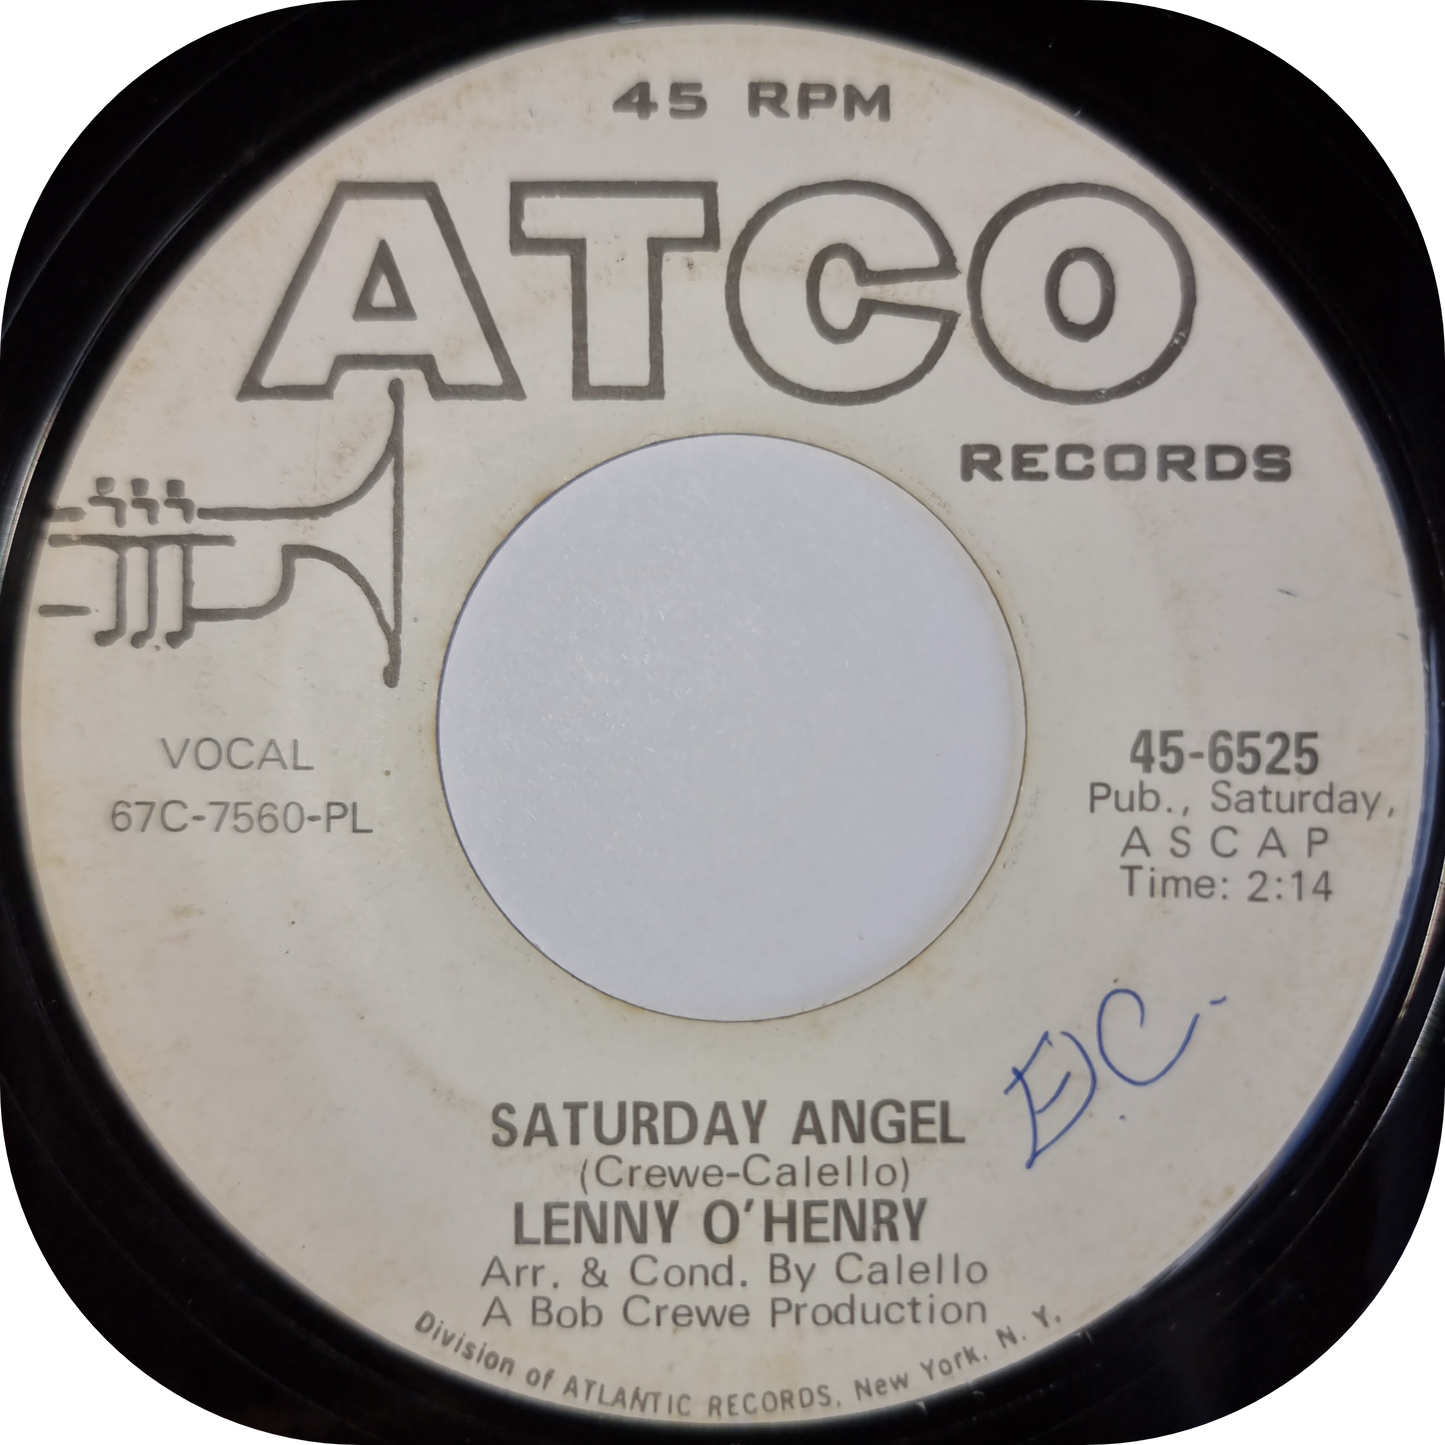 45 RPM
ATCO
RECORDS
VOCAL
67C-7560-PL
45-6525
Pub., Saturday,
A S C A P
Time: 2:14
EC-
SATURDAY ANGEL
(Crewe-Calello)
LENNY O'HENRY
Arr. & Cond. By Calello
A Bob Crewe Production
Division of ATLANTIC RECORDS, New York, N. Y.